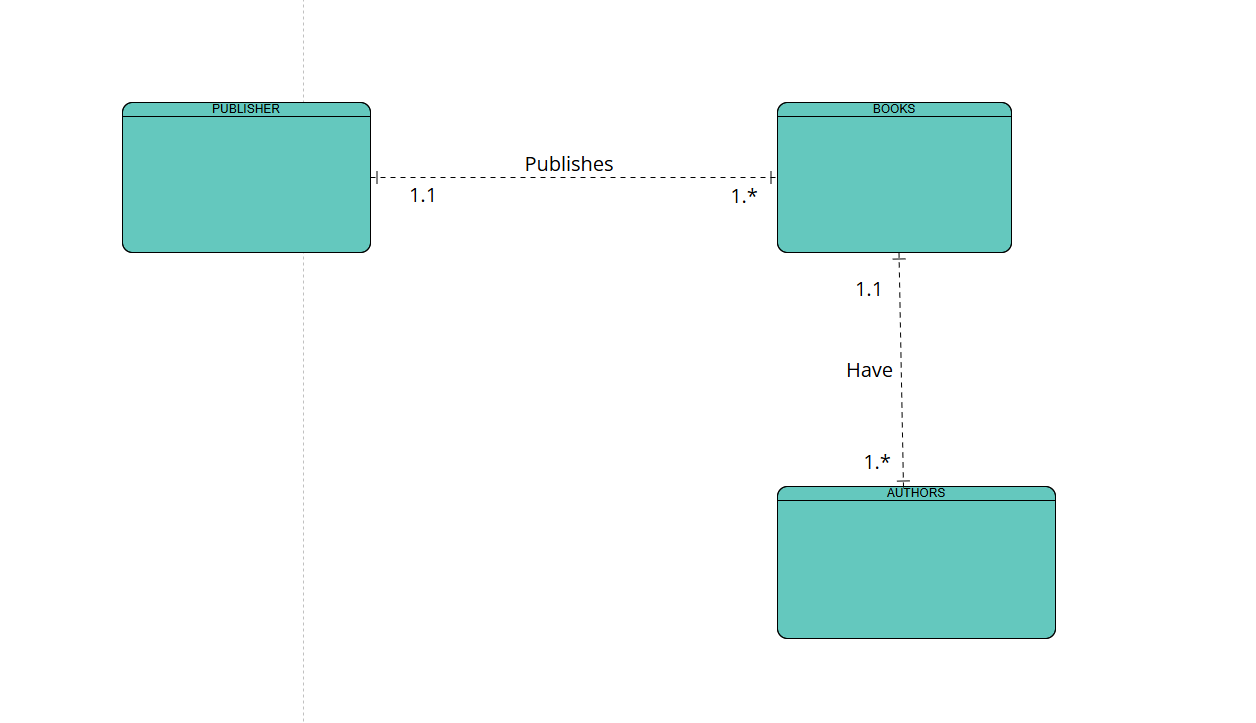 PUBLISHER
BOOKS
Publishes
1.1
1.*
1.1
Have
1.*
AUTHORS